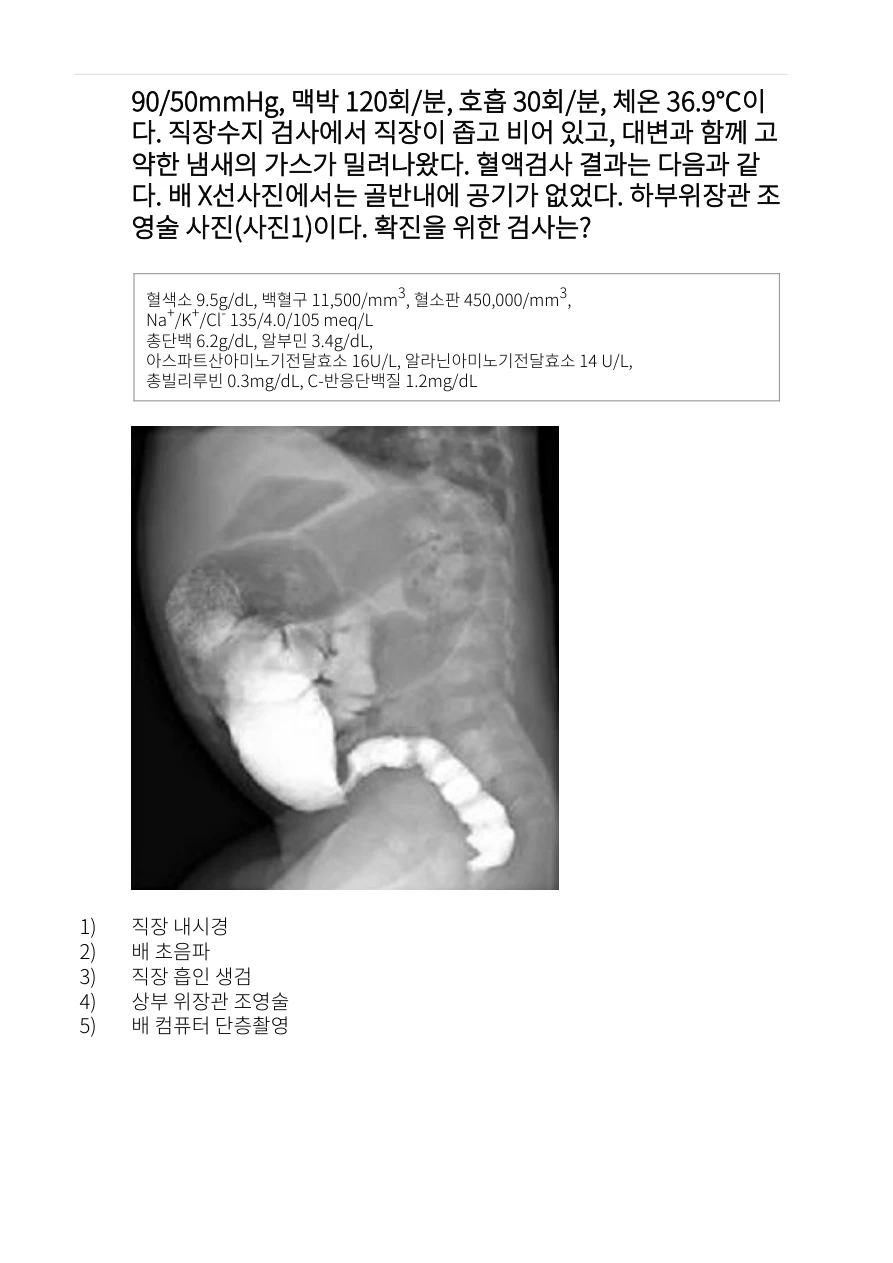 90/50mmHg, 맥박 120회/분, 호흡 30회/분, 체온 36.9°C이
다. 직장수지 검사에서 직장이 좁고 비어 있고, 대변과 함께 고
약한 냄새의 가스가 밀려나왔다. 혈액검사 결과는 다음과 같
다. 배 X선사진에서는 골반내에 공기가 없었다. 하부위장관 조
영술 사진(사진1)이다. 확진을 위한 검사는?
혈색소 9.5g/dL, 백혈구 11,500/mm³, 혈소판 450,000/mm³,
Na⁺/K⁺/Cl⁻ 135/4.0/105 meq/L
총단백 6.2g/dL, 알부민 3.4g/dL,
아스파트산아미노기전달효소 16U/L, 알라닌아미노기전달효소 14 U/L,
총빌리루빈 0.3mg/dL, C-반응단백질 1.2mg/dL
1) 직장 내시경
2) 배 초음파
3) 직장 흡인 생검
4) 상부 위장관 조영술
5) 배 컴퓨터 단층촬영